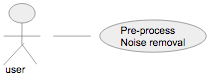 Pre-process
Noise removal
user